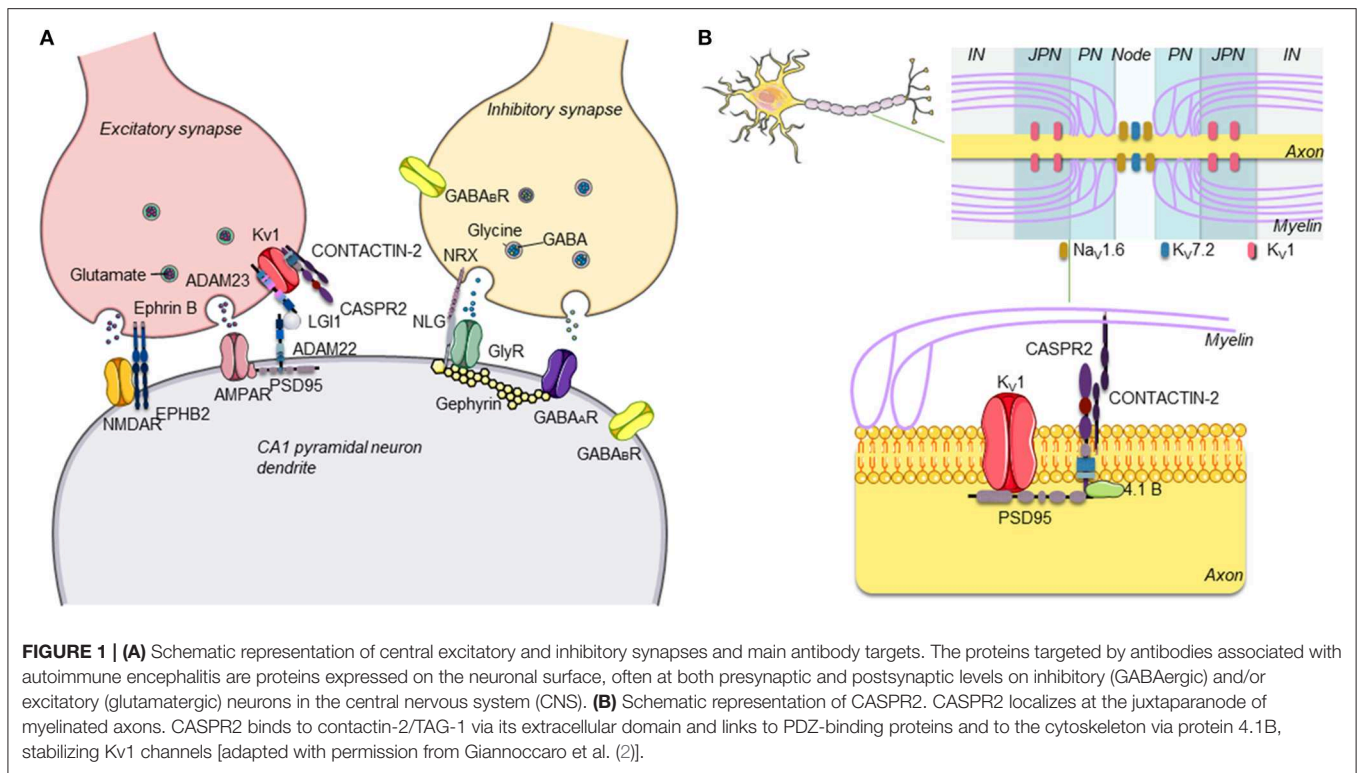 A
Excitatory synapse
Inhibitory synapse
GABABR
Glycine
GABA
NRX
Kv1
CONTACTIN-2
Glutamate
ADAM23
Ephrin B
CASPR2
LGI1
NLG
ADAM22
GlyR
AMPAR
PSD95
Gephyrin
EPHB2
NMDAR
GABAAR
CA1 pyramidal neuron
dendrite
GABABR
B
IN JPN PN Node PN JPN IN
Axon
Myelin
NaV1.6 KV7.2 KV1
Myelin
CASPR2
KV1
CONTACTIN-2
4.1 B
PSD95
Axon
FIGURE 1 | (A) Schematic representation of central excitatory and inhibitory synapses and main antibody targets. The proteins targeted by antibodies associated with
autoimmune encephalitis are proteins expressed on the neuronal surface, often at both presynaptic and postsynaptic levels on inhibitory (GABAergic) and/or
excitatory (glutamatergic) neurons in the central nervous system (CNS). (B) Schematic representation of CASPR2. CASPR2 localizes at the juxtaparanode of
myelinated axons. CASPR2 binds to contactin-2/TAG-1 via its extracellular domain and links to PDZ-binding proteins and to the cytoskeleton via protein 4.1B,
stabilizing Kv1 channels [adapted with permission from Giannoccaro et al. (2)].